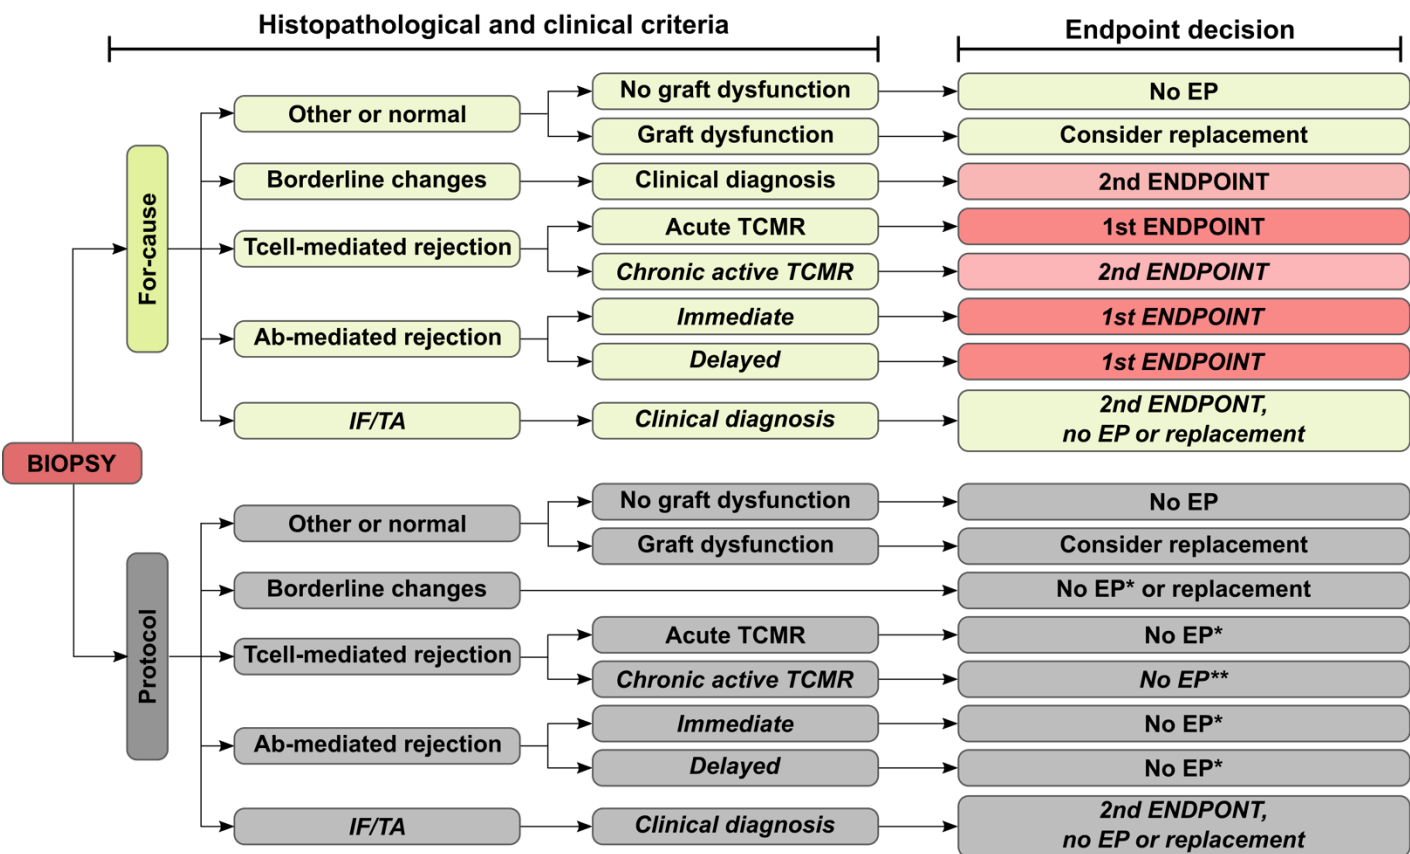 Histopathological and clinical criteria
Endpoint decision
BIOPSY
For-cause
Other or normal
No graft dysfunction
No EP
Graft dysfunction
Consider replacement
Borderline changes
Clinical diagnosis
2nd ENDPOINT
Tcell-mediated rejection
Acute TCMR
1st ENDPOINT
Chronic active TCMR
2nd ENDPOINT
Ab-mediated rejection
Immediate
1st ENDPOINT
Delayed
1st ENDPOINT
IF/TA
Clinical diagnosis
2nd ENDPONT,
no EP or replacement
Protocol
Other or normal
No graft dysfunction
No EP
Graft dysfunction
Consider replacement
Borderline changes
No EP* or replacement
Tcell-mediated rejection
Acute TCMR
No EP*
Chronic active TCMR
No EP**
Ab-mediated rejection
Immediate
No EP*
Delayed
No EP*
IF/TA
Clinical diagnosis
2nd ENDPONT,
no EP or replacement